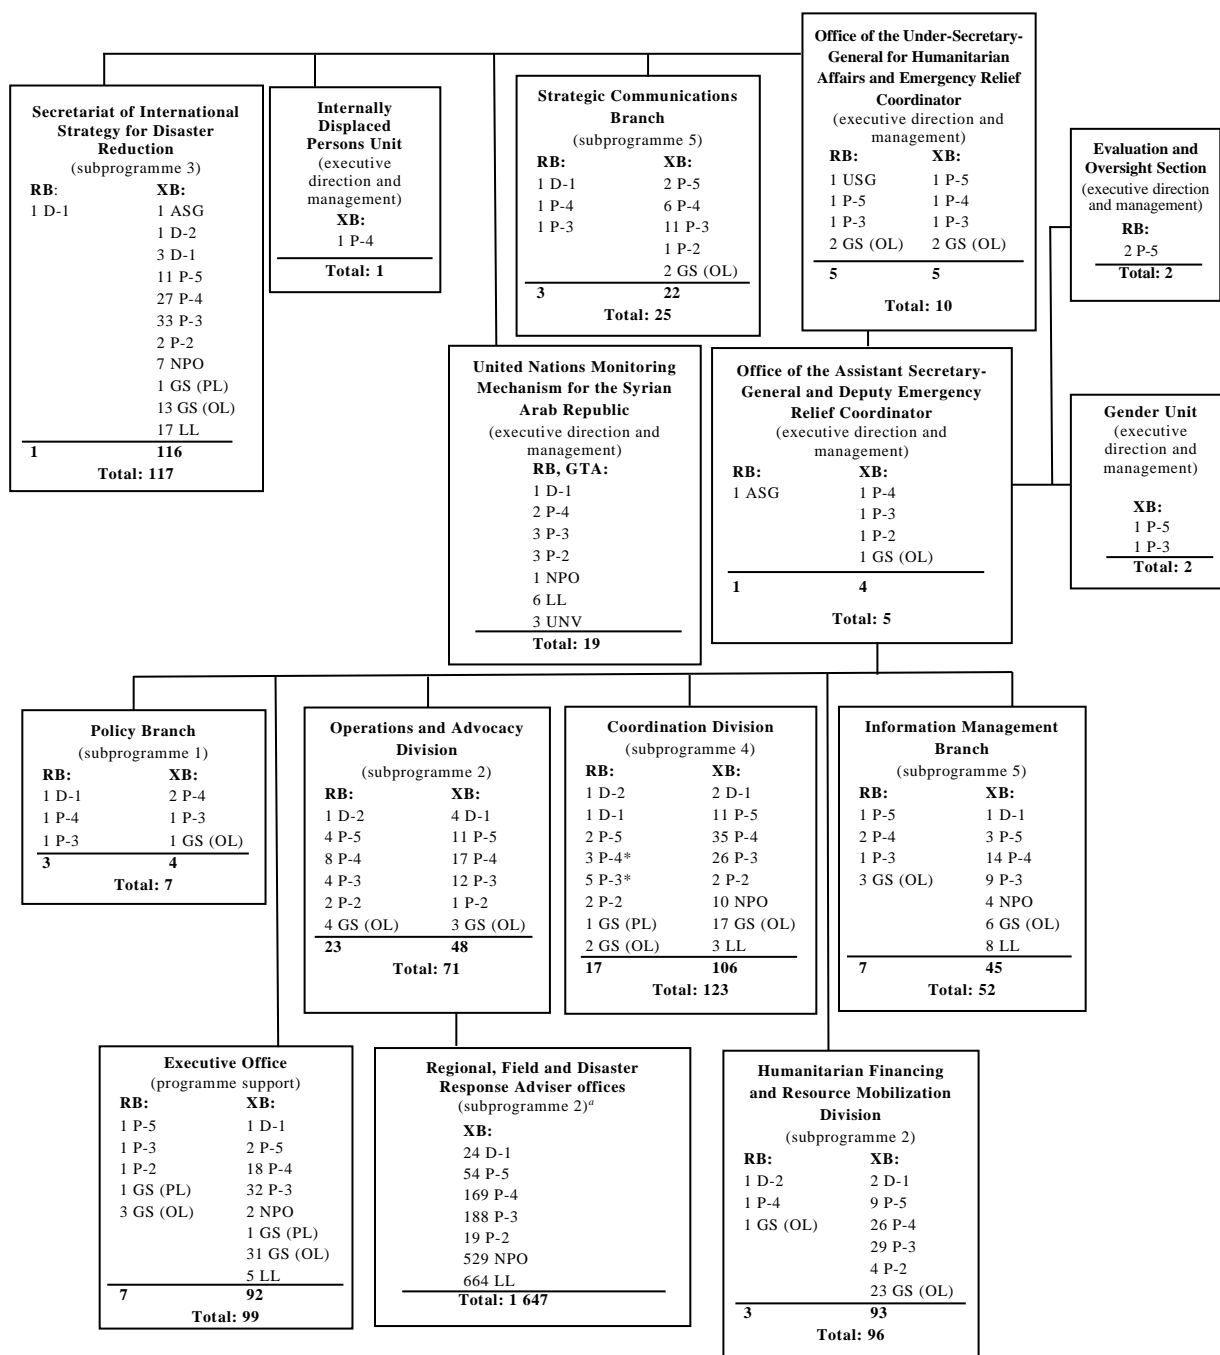 Office of the Under-Secretary-
General for Humanitarian
Affairs and Emergency Relief
Coordinator
(executive direction and
management)
RB: XB:
1 USG 1 P-5
1 P-5 1 P-4
1 P-3 1 P-3
2 GS (OL) 2 GS (OL)
5 5
Total: 10
Secretariat of International
Strategy for Disaster
Reduction
(subprogramme 3)
RB: XB:
1 D-1 1 ASG
1 D-2
3 D-1
11 P-5
27 P-4
33 P-3
2 P-2
7 NPO
1 GS (PL)
13 GS (OL)
17 LL
1 116
Total: 117
Internally
Displaced
Persons Unit
(executive
direction and
management)
XB:
1 P-4
Total: 1
Strategic Communications
Branch
(subprogramme 5)
RB: XB:
1 D-1 2 P-5
1 P-4 6 P-4
1 P-3 11 P-3
1 P-2
2 GS (OL)
3 22
Total: 25
Evaluation and
Oversight Section
(executive direction
and management)
RB:
2 P-5
Total: 2
United Nations Monitoring
Mechanism for the Syrian
Arab Republic
(executive direction and
management)
RB, GTA:
1 D-1
2 P-4
3 P-3
3 P-2
1 NPO
6 LL
3 UNV
Total: 19
Office of the Assistant Secretary-
General and Deputy Emergency
Relief Coordinator
(executive direction and
management)
RB: XB:
1 ASG 1 P-4
1 P-3
1 P-2
1 GS (OL)
1 4
Total: 5
Gender Unit
(executive
direction and
management)
XB:
1 P-5
1 P-3
Total: 2
Policy Branch
(subprogramme 1)
RB: XB:
1 D-1 2 P-4
1 P-4 1 P-3
1 P-3 1 GS (OL)
3 4
Total: 7
Operations and Advocacy
Division
(subprogramme 2)
RB: XB:
1 D-2 4 D-1
4 P-5 11 P-5
8 P-4 17 P-4
4 P-3 12 P-3
2 P-2 1 P-2
4 GS (OL) 3 GS (OL)
23 48
Total: 71
Coordination Division
(subprogramme 4)
RB: XB:
1 D-2 2 D-1
1 D-1 11 P-5
2 P-5 35 P-4
3 P-4* 26 P-3
5 P-3* 2 P-2
2 P-2 10 NPO
1 GS (PL) 17 GS (OL)
2 GS (OL) 3 LL
17 106
Total: 123
Information Management
Branch
(subprogramme 5)
RB: XB:
1 P-5 1 D-1
2 P-4 3 P-5
1 P-3 14 P-4
3 GS (OL) 9 P-3
4 NPO
6 GS (OL)
8 LL
7 45
Total: 52
Executive Office
(programme support)
RB: XB:
1 P-5 1 D-1
1 P-3 2 P-5
1 P-2 18 P-4
1 GS (PL) 32 P-3
3 GS (OL) 2 NPO
1 GS (PL)
31 GS (OL)
5 LL
7 92
Total: 99
Regional, Field and Disaster
Response Adviser offices
(subprogramme 2)a
XB:
24 D-1
54 P-5
169 P-4
188 P-3
19 P-2
529 NPO
664 LL
Total: 1 647
Humanitarian Financing
and Resource Mobilization
Division
(subprogramme 2)
RB: XB:
1 D-2 2 D-1
1 P-4 9 P-5
1 GS (OL) 26 P-4
29 P-3
4 P-2
23 GS (OL)
3 93
Total: 96